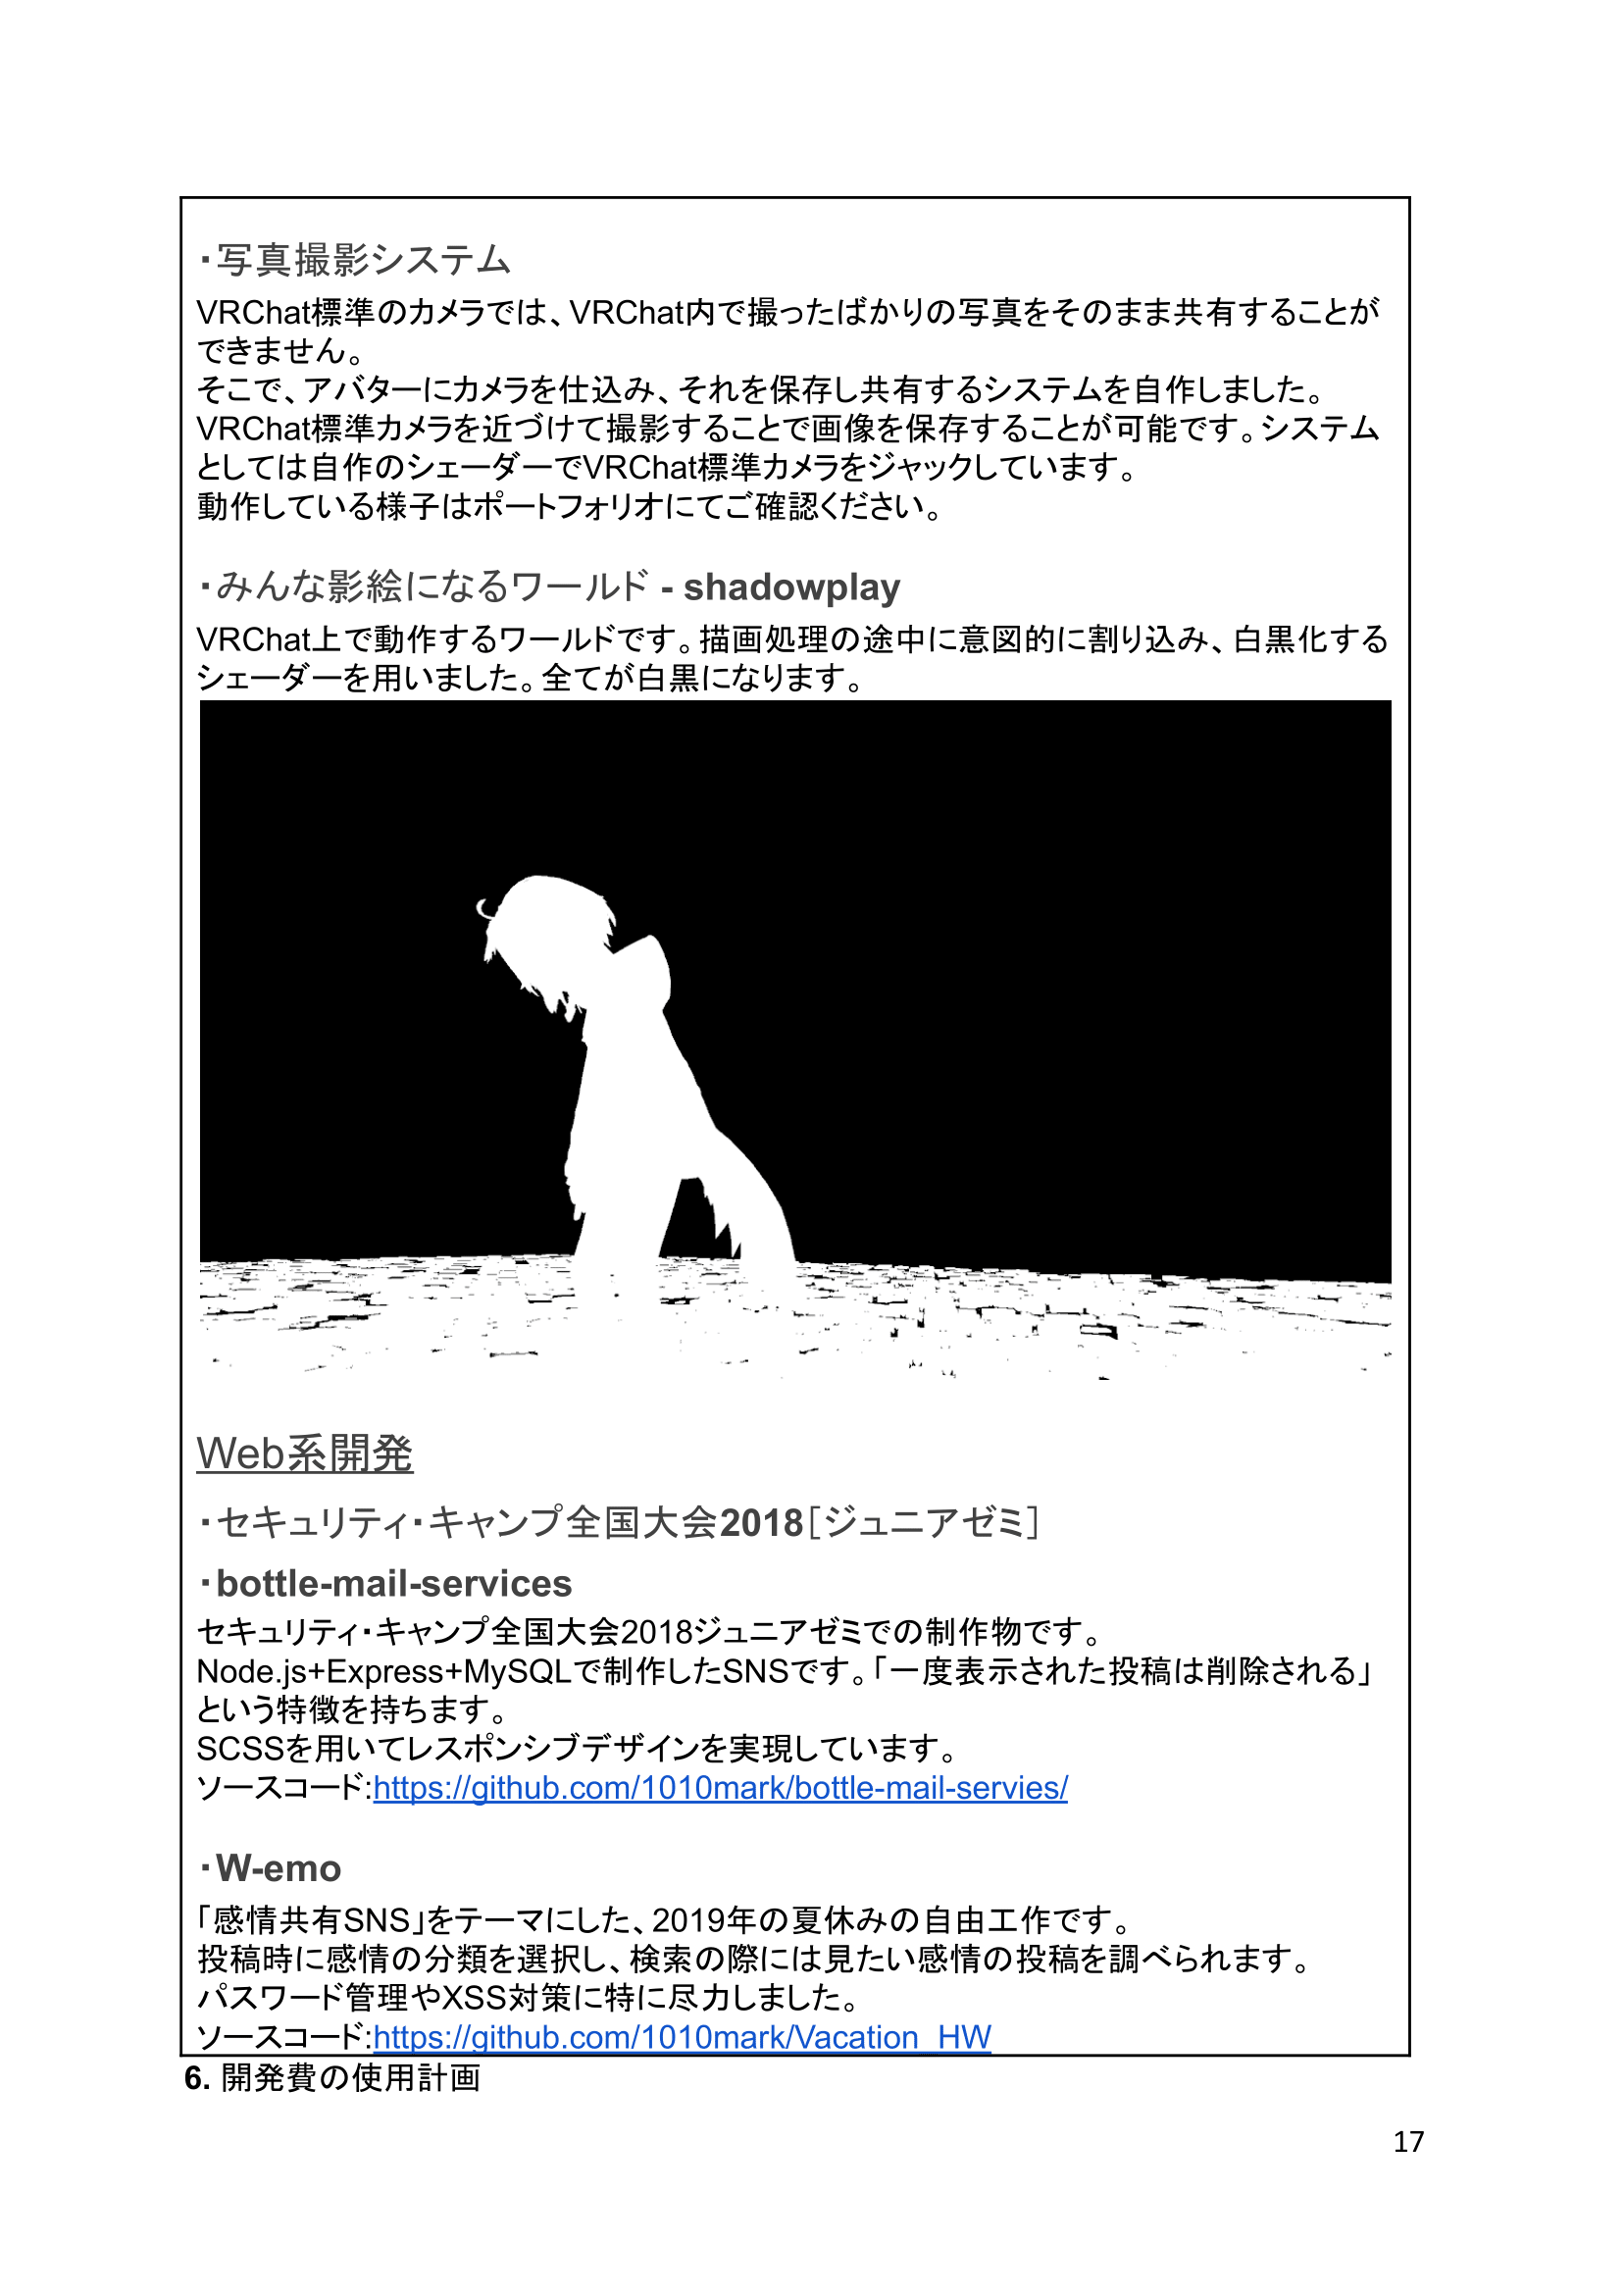 ・写真撮影システム
VRChat標準のカメラでは、VRChat内で撮ったばかりの写真をそのまま共有することが
できません。
そこで、アバターにカメラを仕込み、それを保存し共有するシステムを自作しました。
VRChat標準カメラを近づけて撮影することで画像を保存することが可能です。システム
としては自作のシェーダーでVRChat標準カメラをジャックしています。
動作している様子はポートフォリオにてご確認ください。
・みんな影絵になるワールド - shadowplay
VRChat上で動作するワールドです。描画処理の途中に意図的に割り込み、白黒化する
シェーダーを用いました。全てが白黒になります。
Web系開発
・セキュリティ・キャンプ全国大会2018[ジュニアゼミ]
・bottle-mail-services
セキュリティ・キャンプ全国大会2018ジュニアゼミでの制作物です。
Node.js+Express+MySQLで制作したSNSです。「一度表示された投稿は削除される」
という特徴を持ちます。
SCSSを用いてレスポンシブデザインを実現しています。
ソースコード:https://github.com/1010mark/bottle-mail-servies/
・W-emo
「感情共有SNS」をテーマにした、2019年の夏休みの自由工作です。
投稿時に感情の分類を選択し、検索の際には見たい感情の投稿を調べられます。
パスワード管理やXSS対策に特に尽力しました。
ソースコード:https://github.com/1010mark/Vacation_HW
6. 開発費の使用計画
17